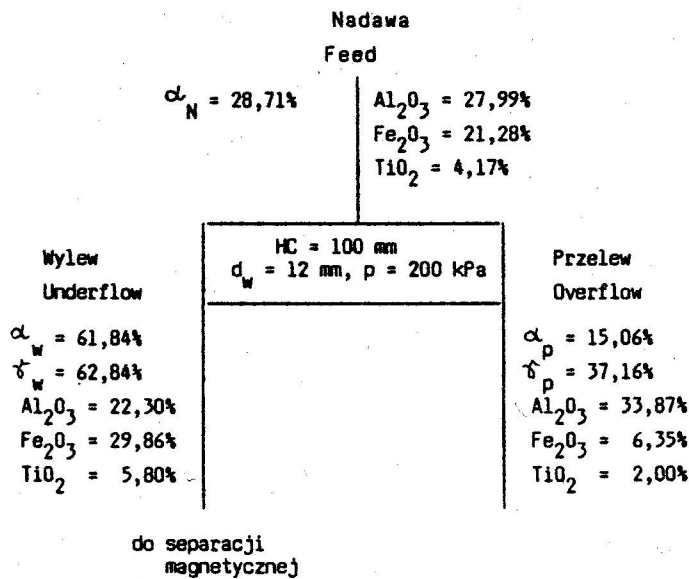 Nadawa
Feed
α_N = 28,71%
Al₂O₃ = 27,99%
Fe₂O₃ = 21,28%
TiO₂ = 4,17%
HC = 100 mm
d_w = 12 mm, p = 200 kPa
Wylew
Underflow
α_w = 61,84%
γ_w = 62,84%
Al₂O₃ = 22,30%
Fe₂O₃ = 29,86%
TiO₂ = 5,80%
Przelew
Overflow
α_p = 15,06%
γ_p = 37,16%
Al₂O₃ = 33,87%
Fe₂O₃ = 6,35%
TiO₂ = 2,00%
do separacji
magnetycznej